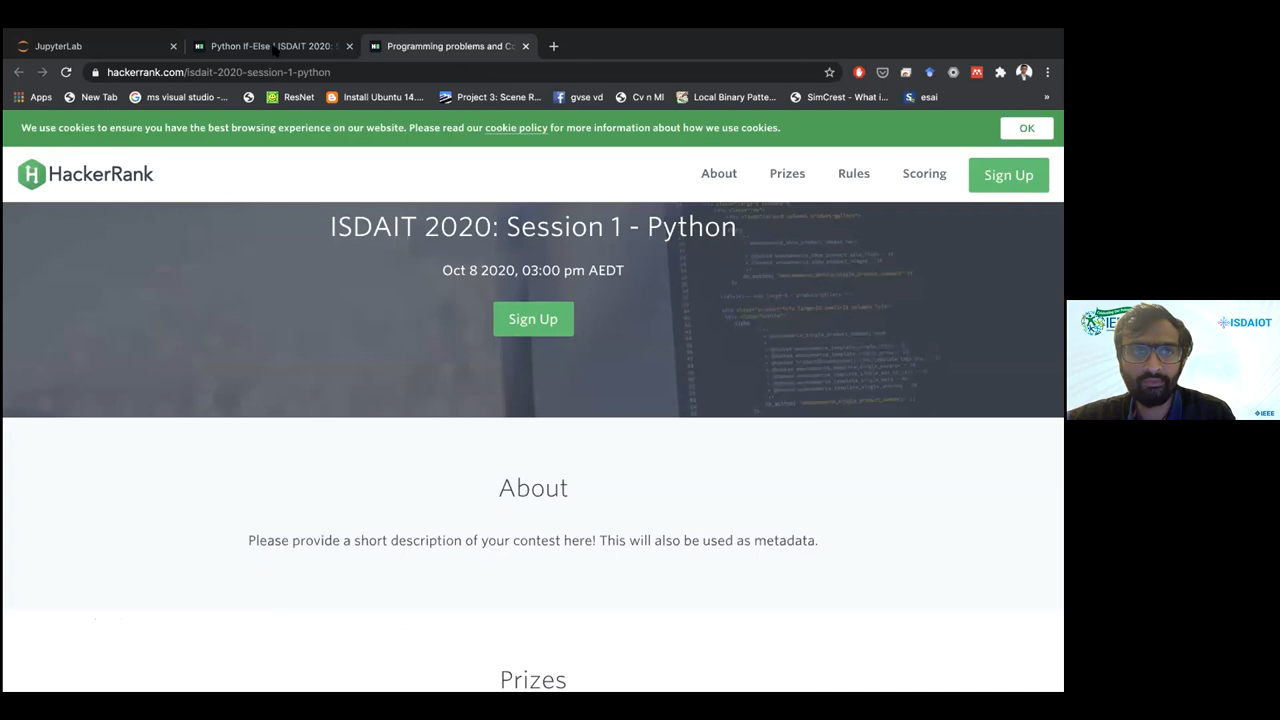 JupyterLab
Python If-Else | ISDAIT 2020: S
Programming problems and Co
hackerrank.com/isdait-2020-session-1-python
Apps
New Tab
ms visual studio -...
ResNet
Install Ubuntu 14....
Project 3: Scene R...
gvse vd
Cv n Ml
Local Binary Patte...
SimCrest - What i...
esai
»
We use cookies to ensure you have the best browsing experience on our website. Please read our cookie policy for more information about how we use cookies.
OK
HackerRank
About
Prizes
Rules
Scoring
Sign Up
ISDAIT 2020: Session 1 - Python
Oct 8 2020, 03:00 pm AEDT
Sign Up
ISDAIOT
IEEE
About
Please provide a short description of your contest here! This will also be used as metadata.
Prizes